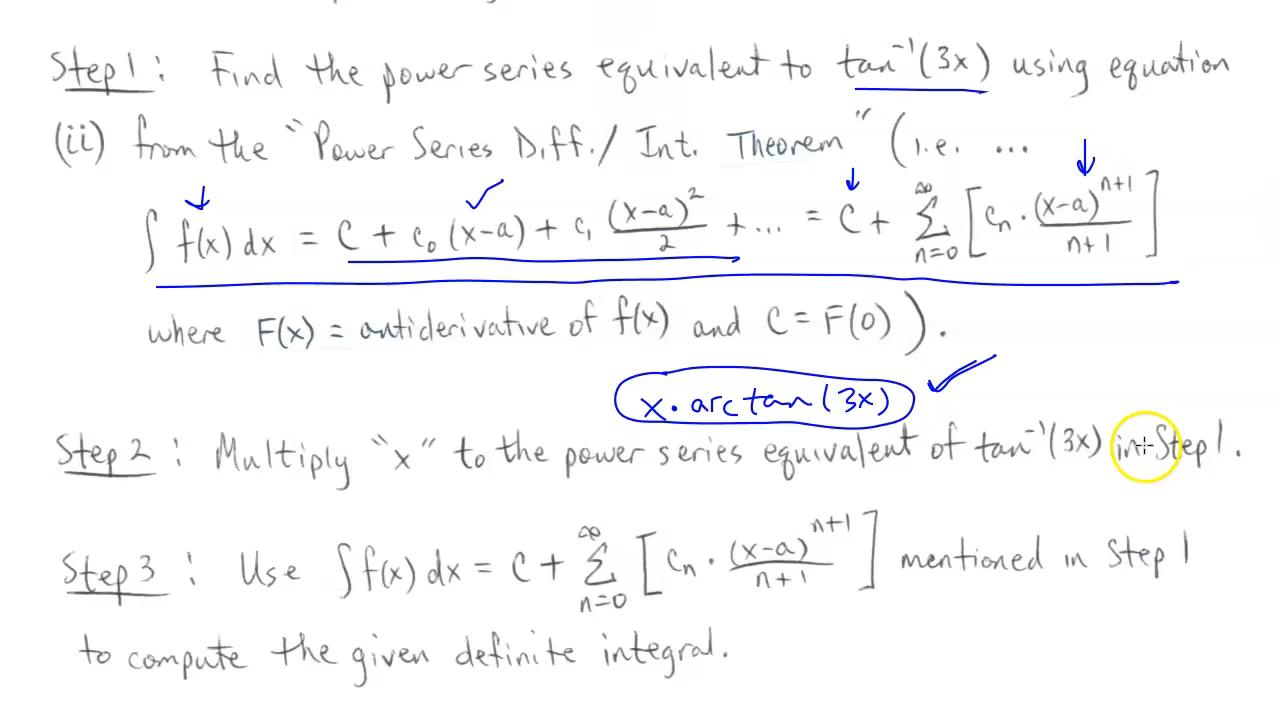 Step 1 : Find the power series equivalent to tan⁻¹(3x) using equation
(ii) from the "Power Series Diff./Int. Theorem" (i.e. ...
∫ f(x) dx = C + c₀ (x-a) + c₁ (x-a)²/2 + ... = C + ∑_{n=0}^{∞} [ cₙ · (x-a)^{n+1}/(n+1) ]
where F(x) = antiderivative of f(x) and C = F(0) ).
x · arctan(3x)
Step 2 : Multiply "x" to the power series equivalent of tan⁻¹(3x) in Step 1.
Step 3 : Use ∫ f(x) dx = C + ∑_{n=0}^{∞} [ cₙ · (x-a)^{n+1}/(n+1) ] mentioned in Step 1
to compute the given definite integral.